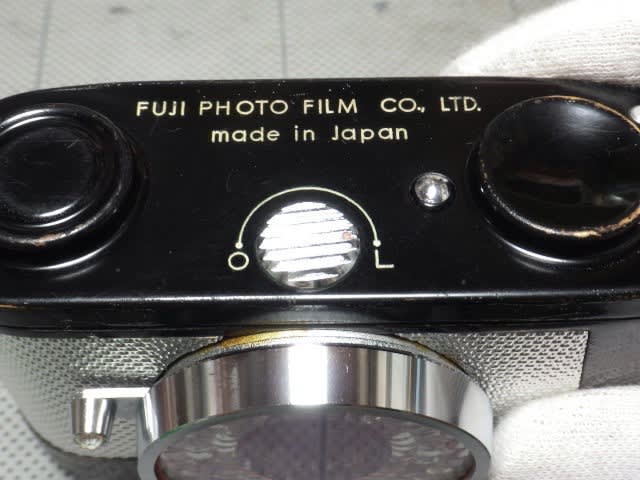 FUJI PHOTO FILM CO., LTD.
made in Japan
O L